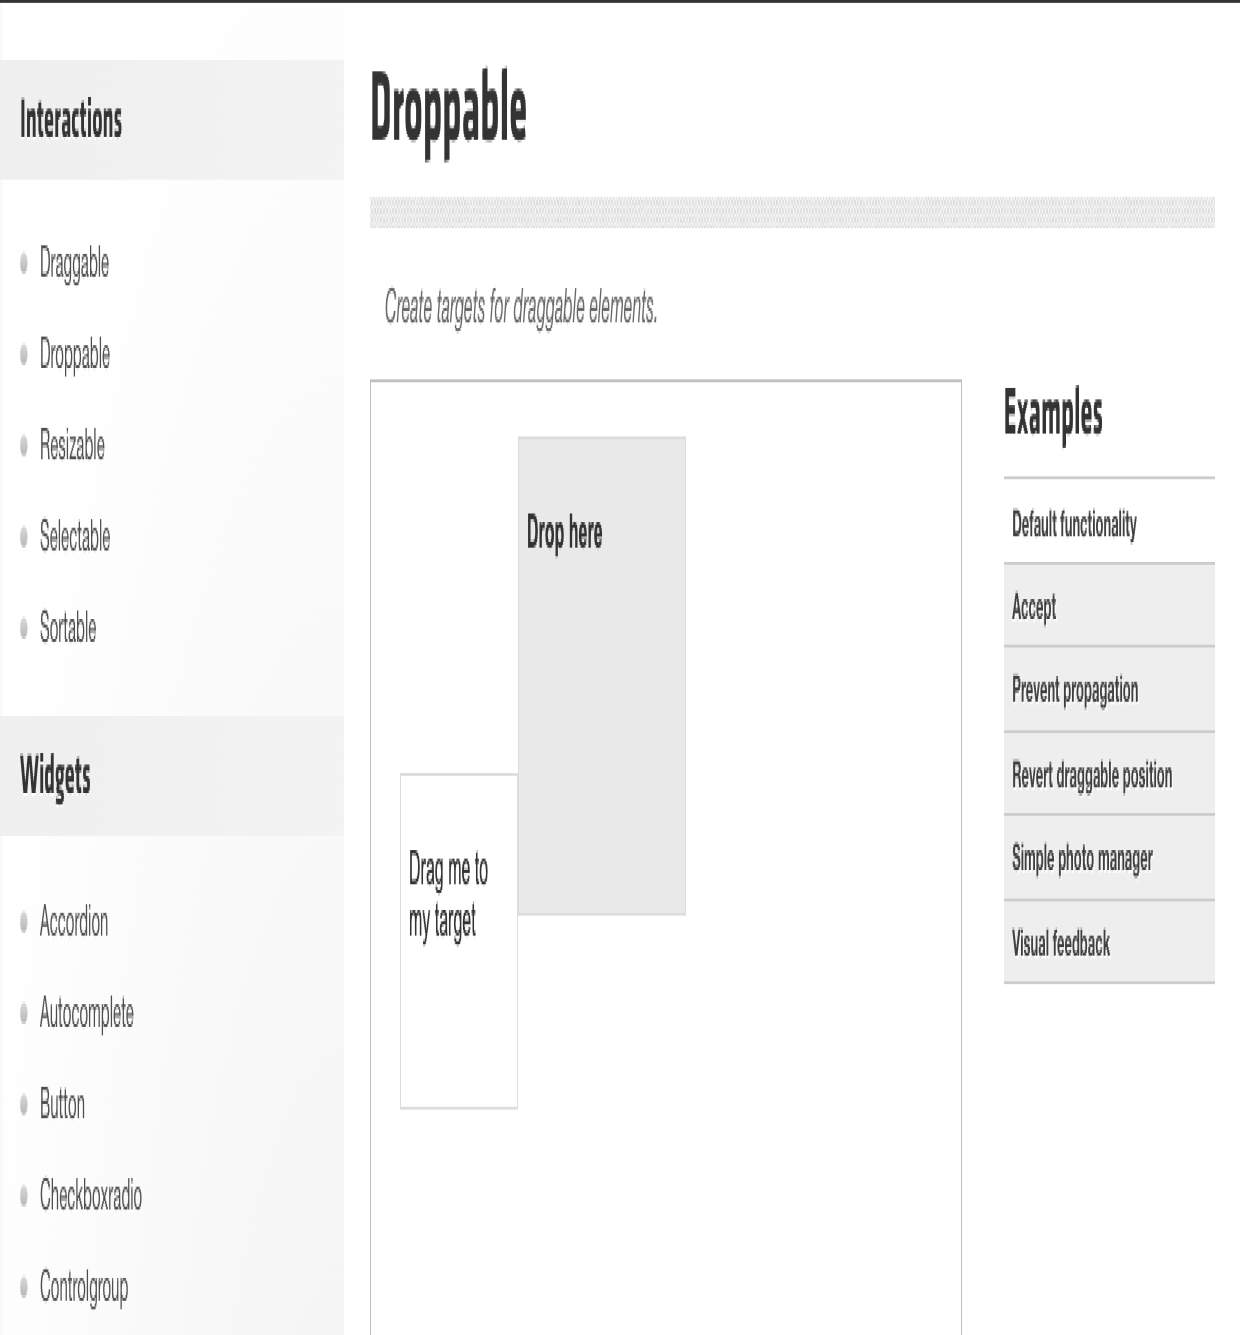 Interactions
Draggable
Droppable
Resizable
Selectable
Sortable
Widgets
Accordion
Autocomplete
Button
Checkboxradio
Controlgroup
Droppable
Create targets for draggable elements.
Drop here
Drag me to
my target
Examples
Default functionality
Accept
Prevent propagation
Revert draggable position
Simple photo manager
Visual feedback